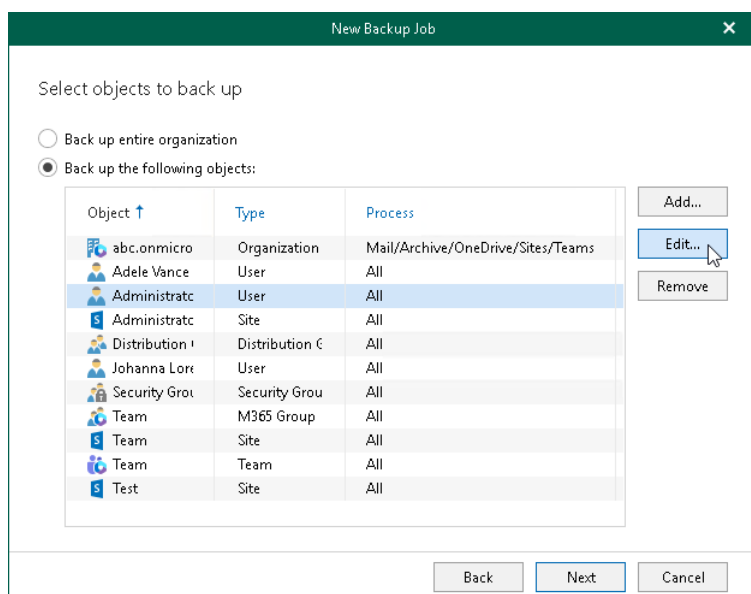 New Backup Job
Select objects to back up
Back up entire organization
Back up the following objects:
Object Type Process
abc.onmicro Organization Mail/Archive/OneDrive/Sites/Teams
Adele Vance User All
Administratc User All
Administratc Site All
Distribution Distribution All
Johanna Lore User All
Security Grou Security Grou All
Team M365 Group All
Team Site All
Team Team All
Test Site All
Add...
Edit...
Remove
Back Next Cancel